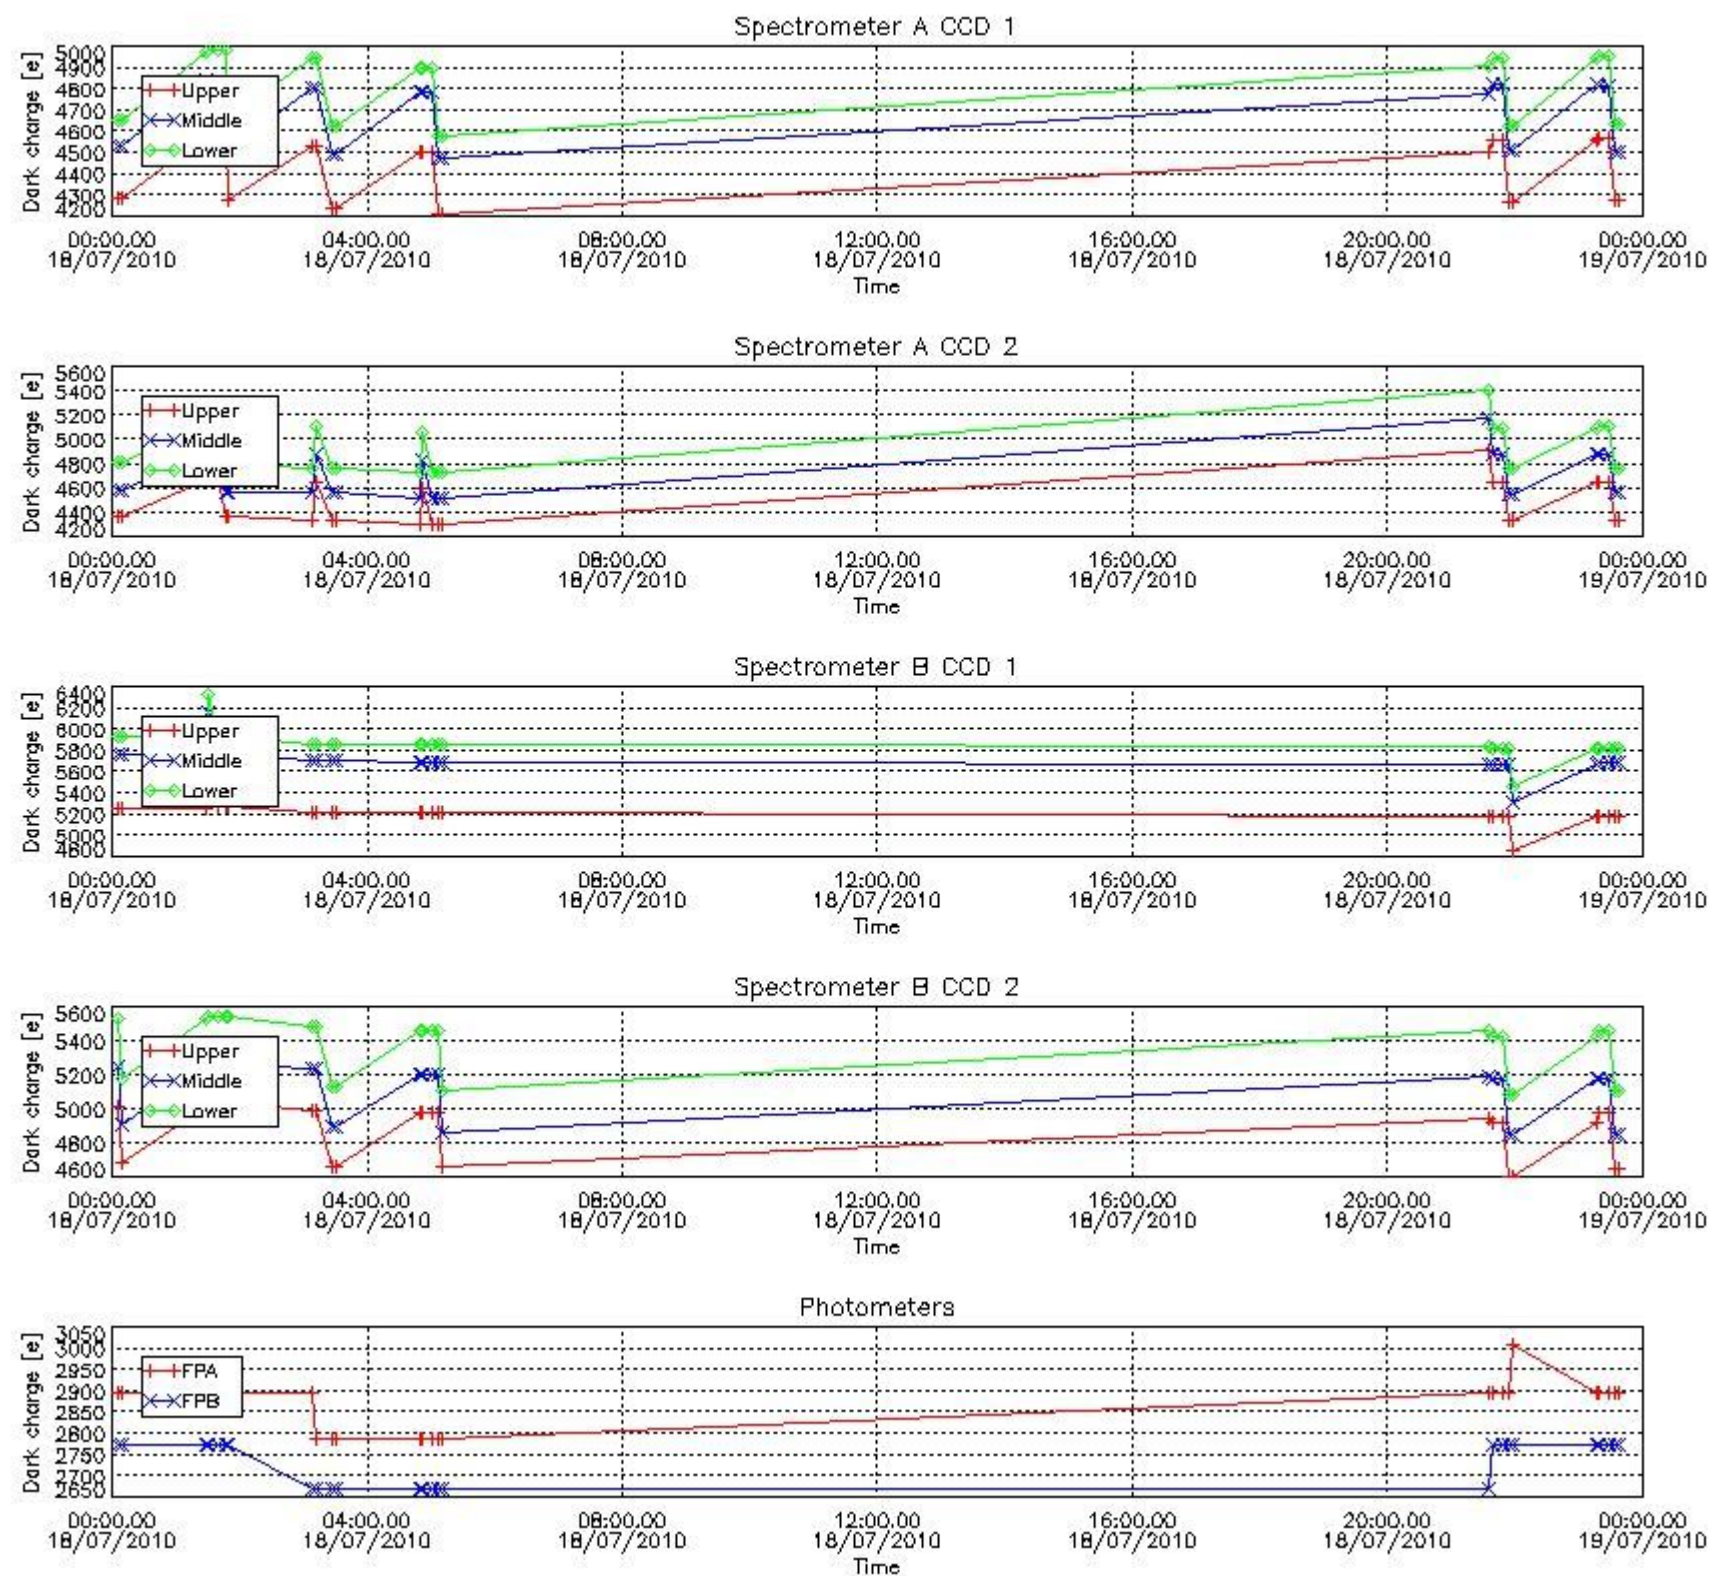 Spectrometer A CCD 1
Dark charge [e]
5000
4900
4800
4700
4600
4500
4400
4300
4200
Upper
Middle
Lower
00:00.00 04:00.00 08:00.00 12:00.00 16:00.00 20:00.00 00:00.00
18/07/2010 18/07/2010 18/07/2010 18/07/2010 18/07/2010 18/07/2010 19/07/2010
Time
Spectrometer A CCD 2
Dark charge [e]
5600
5400
5200
5000
4800
4600
4400
4200
Upper
Middle
Lower
00:00.00 04:00.00 08:00.00 12:00.00 16:00.00 20:00.00 00:00.00
18/07/2010 18/07/2010 18/07/2010 18/07/2010 18/07/2010 18/07/2010 19/07/2010
Time
Spectrometer B CCD 1
Dark charge [e]
6400
6200
6000
5800
5600
5400
5200
5000
4800
Upper
Middle
Lower
00:00.00 04:00.00 08:00.00 12:00.00 16:00.00 20:00.00 00:00.00
18/07/2010 18/07/2010 18/07/2010 18/07/2010 18/07/2010 18/07/2010 19/07/2010
Time
Spectrometer B CCD 2
Dark charge [e]
5600
5400
5200
5000
4800
4600
Upper
Middle
Lower
00:00.00 04:00.00 08:00.00 12:00.00 16:00.00 20:00.00 00:00.00
18/07/2010 18/07/2010 18/07/2010 18/07/2010 18/07/2010 18/07/2010 19/07/2010
Time
Photometers
Dark charge [e]
3050
3000
2950
2900
2850
2800
2750
2700
2650
FPA
FPB
00:00.00 04:00.00 08:00.00 12:00.00 16:00.00 20:00.00 00:00.00
18/07/2010 18/07/2010 18/07/2010 18/07/2010 18/07/2010 18/07/2010 19/07/2010
Time